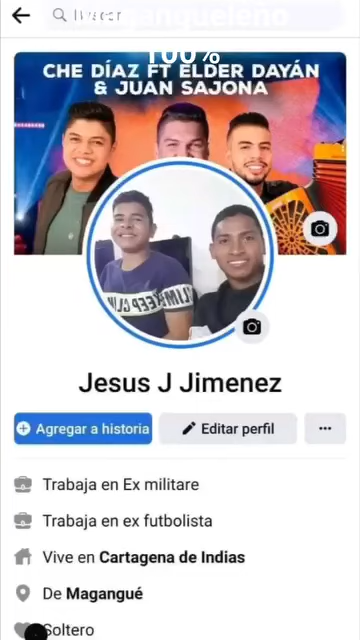 Magangueleño
100%
CHE DÍAZ FT ELDER DAYÁN
& JUAN SAJONA
Jesus J Jimenez
Agregar a historia
Editar perfil
Trabaja en Ex militare
Trabaja en ex futbolista
Vive en Cartagena de Indias
De Magangué
Soltero